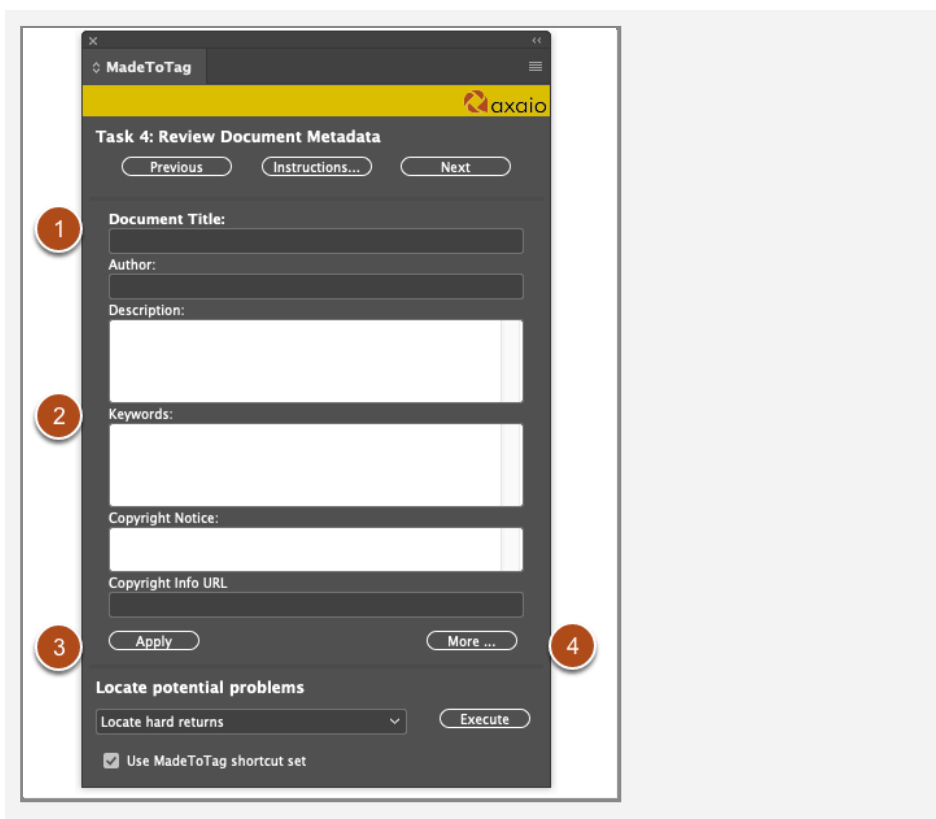 MadeToTag
axaio
Task 4: Review Document Metadata
Previous Instructions... Next
1 Document Title:
Author:
Description:
2 Keywords:
Copyright Notice:
Copyright Info URL
3 Apply More ... 4
Locate potential problems
Locate hard returns Execute
Use MadeToTag shortcut set